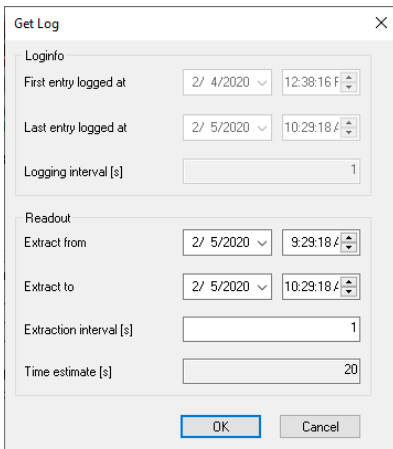 Get Log
Loginfo
First entry logged at 2/ 4/2020 12:38:16 F
Last entry logged at 2/ 5/2020 10:29:18 A
Logging interval [s] 1
Readout
Extract from 2/ 5/2020 9:29:18 A
Extract to 2/ 5/2020 10:29:18 A
Extraction interval [s] 1
Time estimate [s] 20
OK Cancel